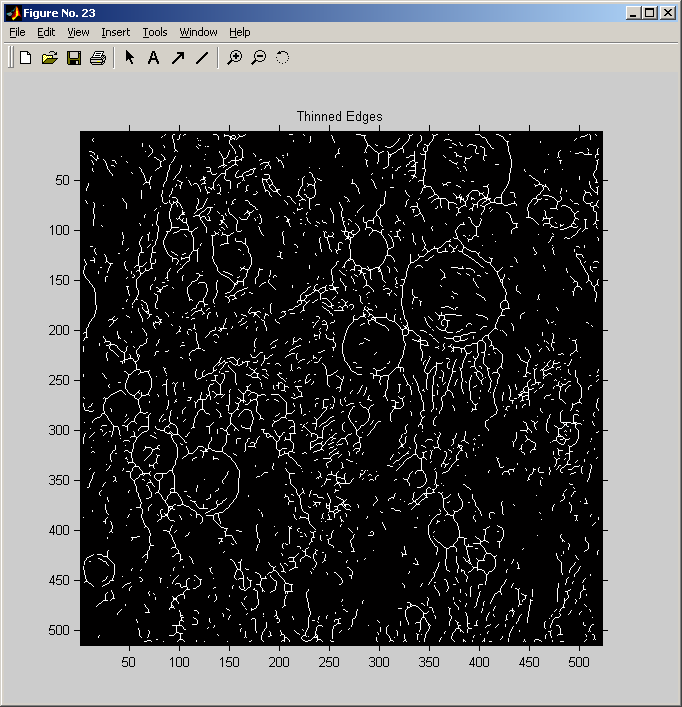 Figure No. 23
File Edit View Insert Tools Window Help
A
Thinned Edges
50
100
150
200
250
300
350
400
450
500
50 100 150 200 250 300 350 400 450 500